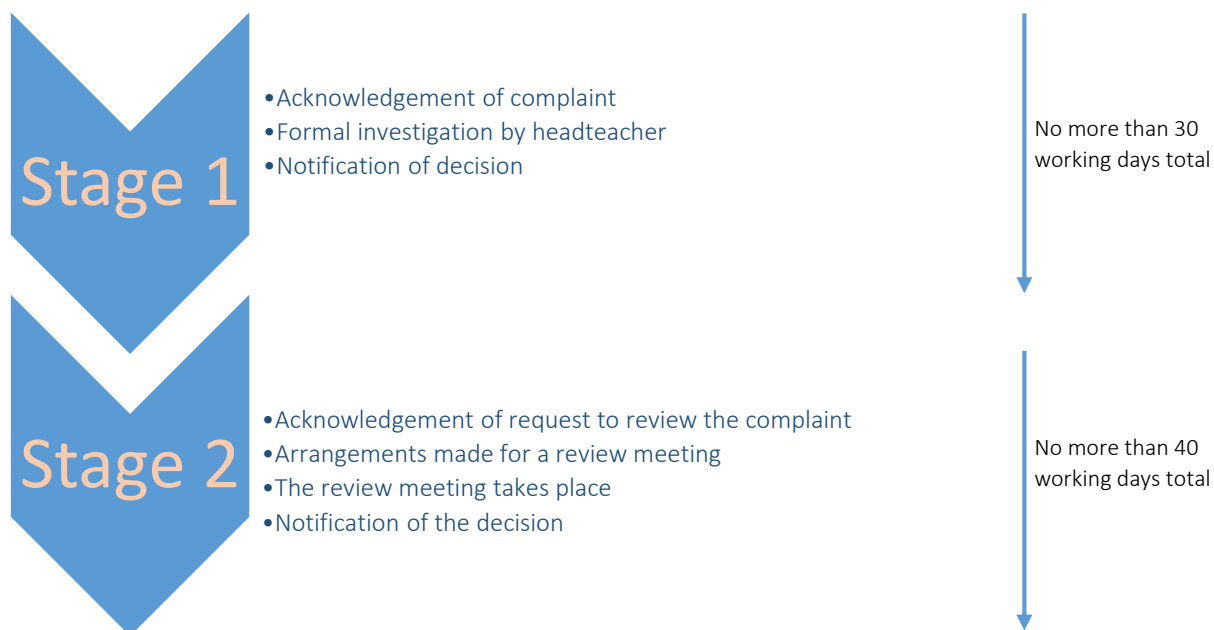 Stage 1
•Acknowledgement of complaint
•Formal investigation by headteacher
•Notification of decision
No more than 30
working days total
Stage 2
•Acknowledgement of request to review the complaint
•Arrangements made for a review meeting
•The review meeting takes place
•Notification of the decision
No more than 40
working days total